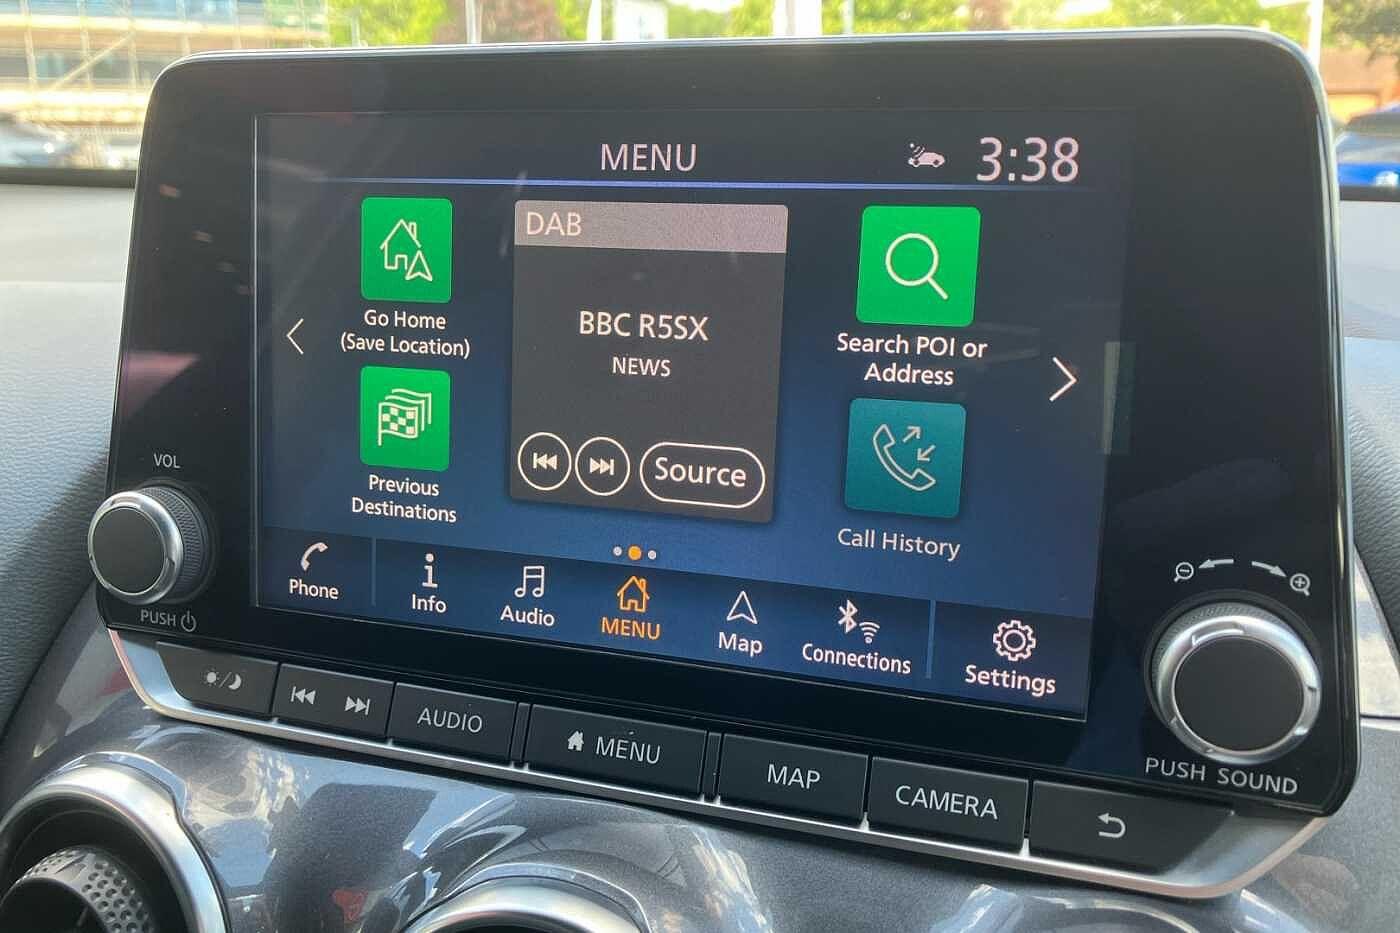 MENU
3:38
DAB
BBC R5SX
NEWS
Source
Go Home
(Save Location)
Previous
Destinations
Search POI or
Address
Call History
Phone
Info
Audio
MENU
Map
Connections
Settings
VOL
PUSH
AUDIO
MENU
MAP
CAMERA
PUSH SOUND